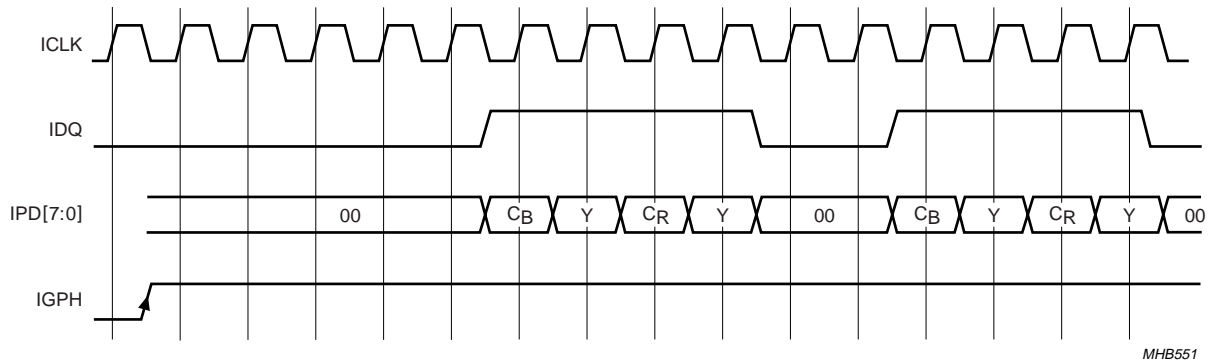 ICLK
IDQ
IPD[7:0]
00 CB Y CR Y 00 CB Y CR Y 00
IGPH
MHB551